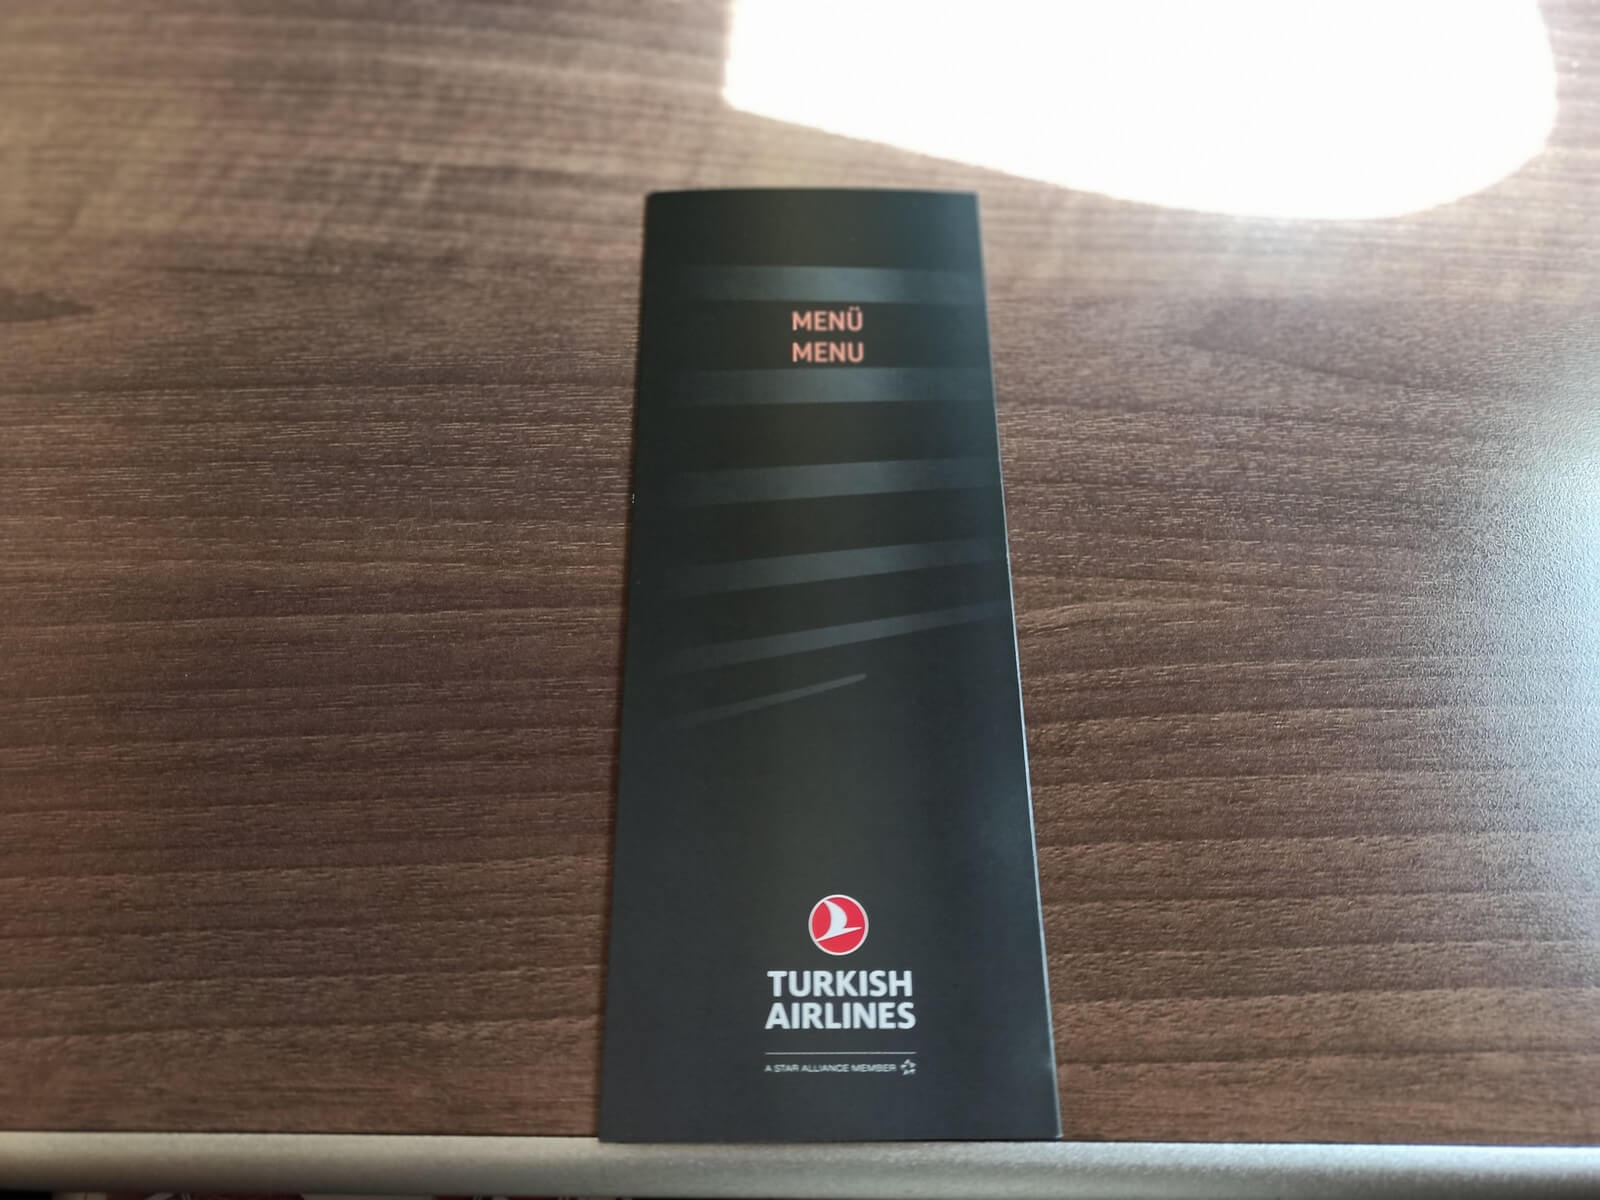 MENÜ
MENU
TURKISH
AIRLINES
A STAR ALLIANCE MEMBER